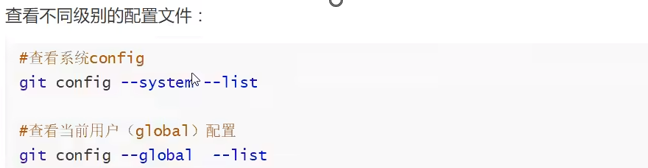 查看不同级别的配置文件：
#查看系统config
git config --system --list
#查看当前用户（global）配置
git config --global  --list